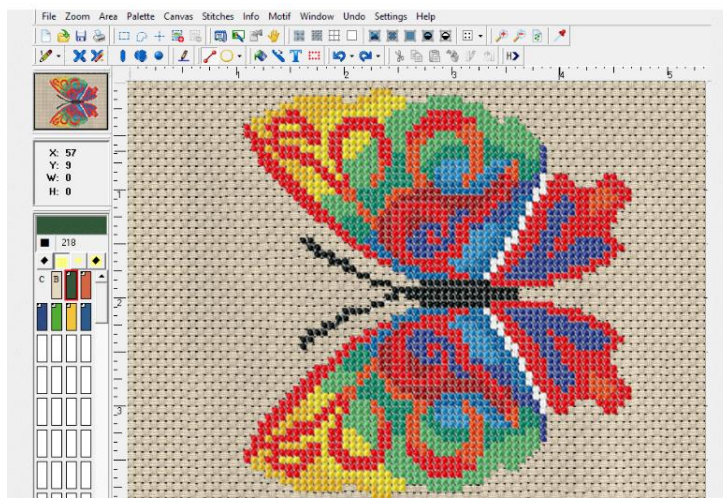 File Zoom Area Palette Canvas Stitches Info Motif Window Undo Settings Help
T H
1 2 3 4 5
X: 57
Y: 9
W: 0
H: 0
1
218
C B
2
3